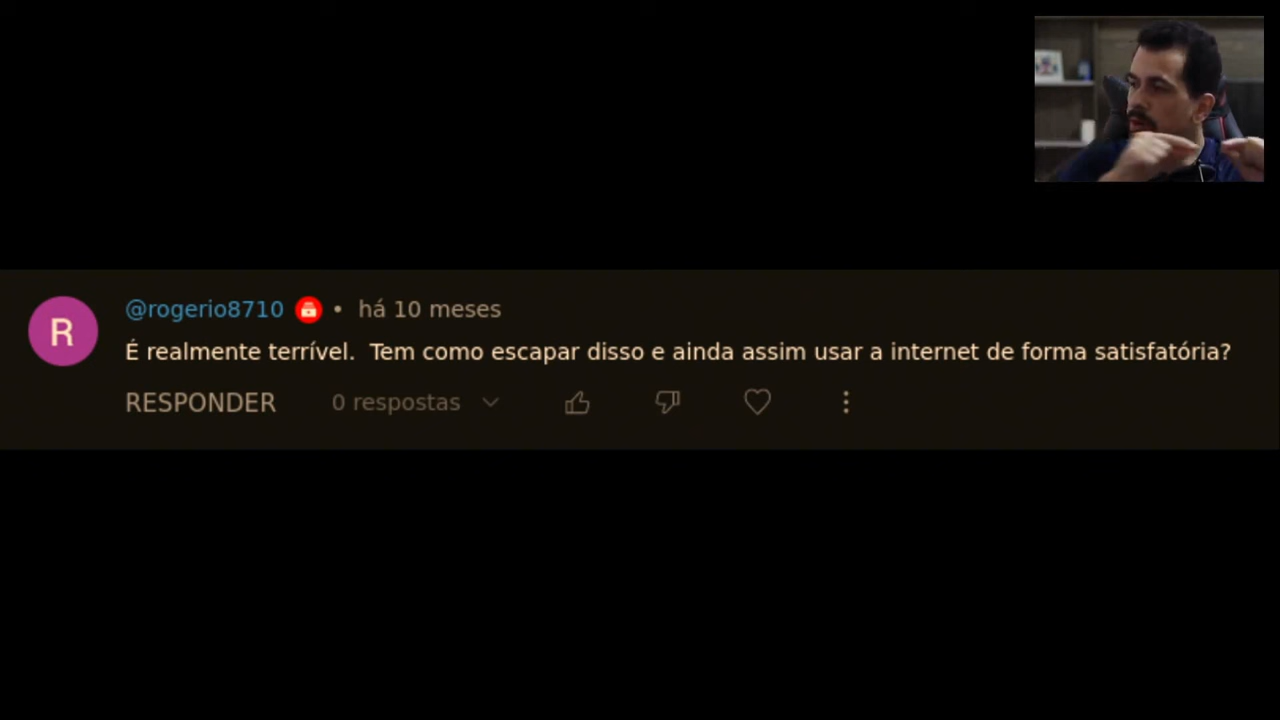 R
@rogerio8710 • há 10 meses
É realmente terrível. Tem como escapar disso e ainda assim usar a internet de forma satisfatória?
RESPONDER 0 respostas